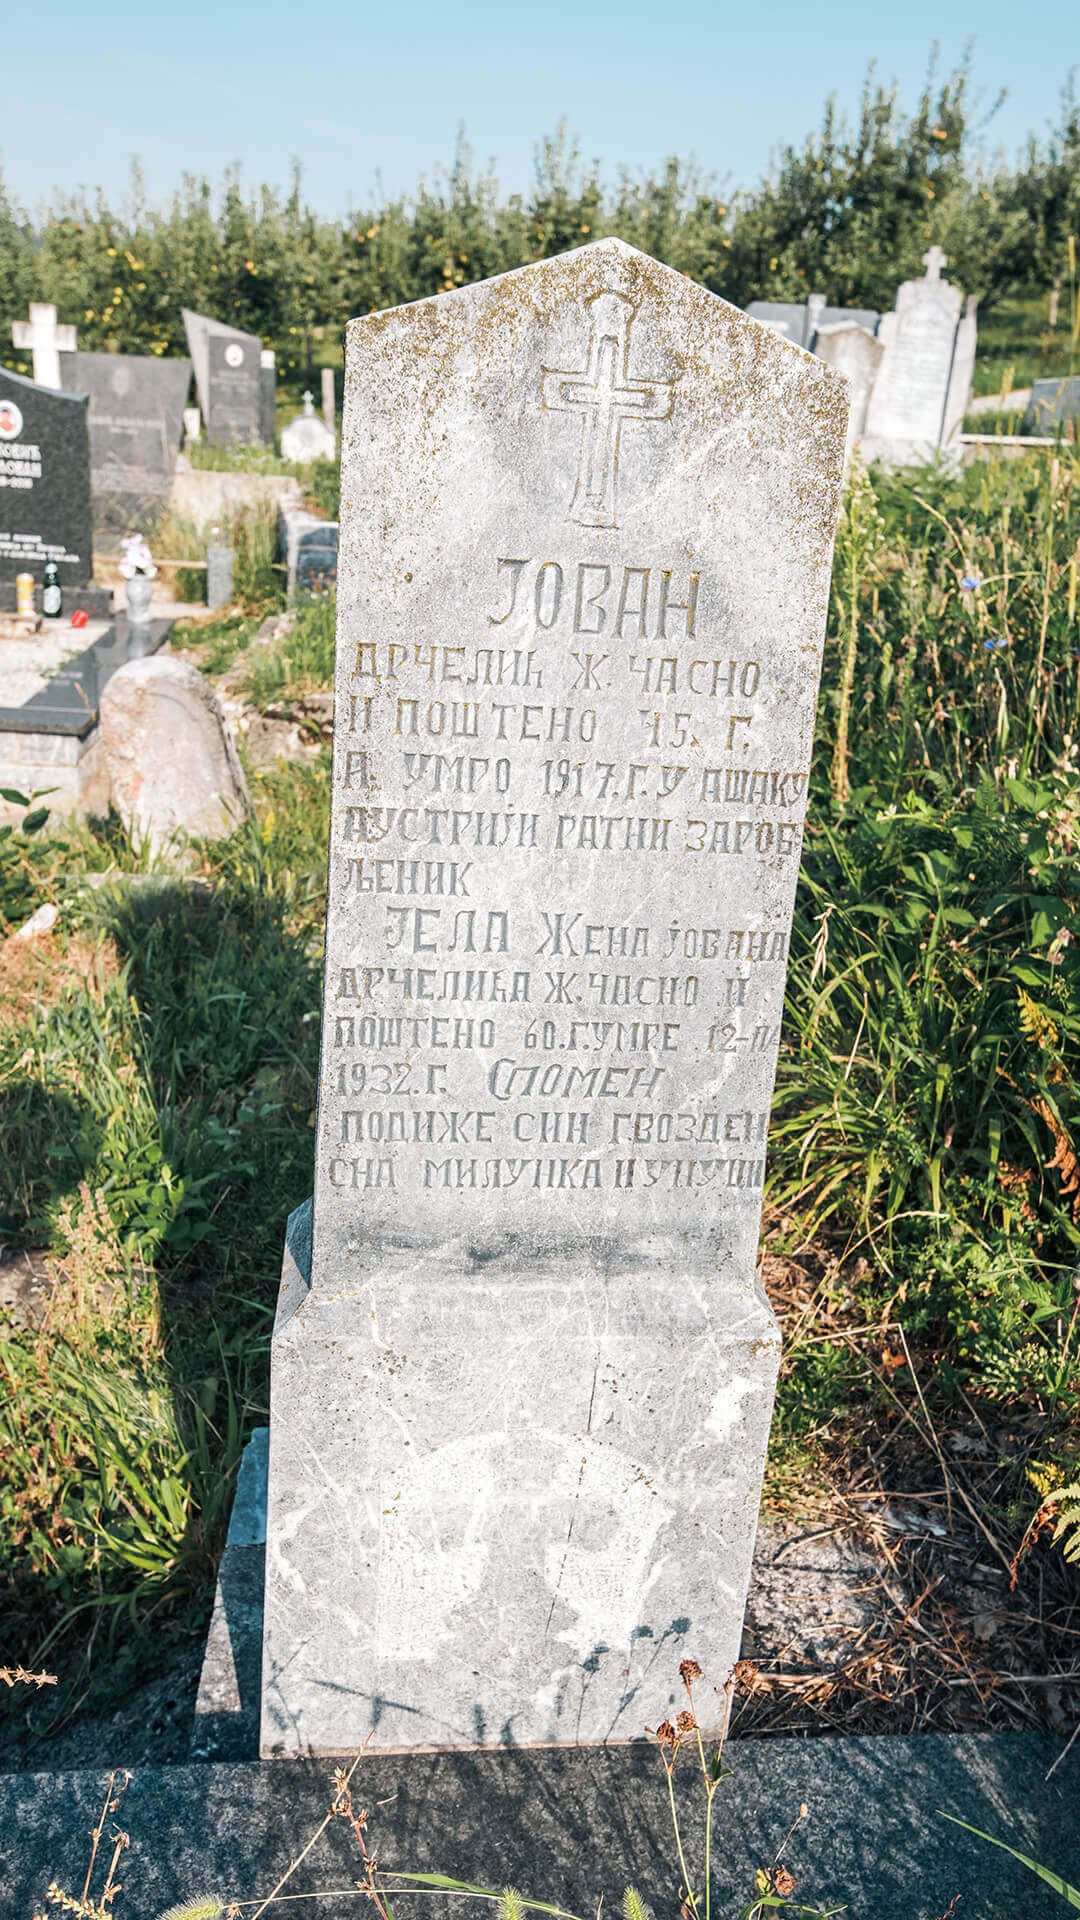 ЈОВАН
ДРЧЕЛИЋ Ж. ЧАСНО
И ПОШТЕНО 45. Г.
А. УМРО 1917. Г. У АШАКУ
АУСТРИЈИ РАТНИ ЗАРОБ
ЉЕНИК
ЈЕЛА ЖЕНА ЈОВАНА
ДРЧЕЛИЋА Ж. ЧАСНО И
ПОШТЕНО 60. Г. УМРЕ 12-
1932. Г. СПОМЕН
ПОДИЖЕ СИН ГВОЗДЕН
СНА МИЛУНКА И УНУЦИ